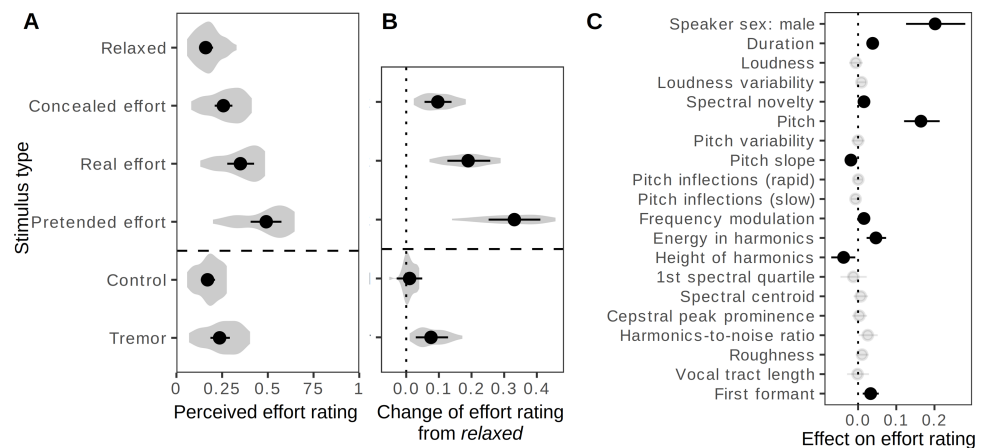 A
Stimulus type
Relaxed
Concealed effort
Real effort
Pretended effort
Control
Tremor
0 0.25 0.5 0.75 1
Perceived effort rating
B
0.0 0.1 0.2 0.3 0.4
Change of effort rating
from relaxed
C
Speaker sex: male
Duration
Loudness
Loudness variability
Spectral novelty
Pitch
Pitch variability
Pitch slope
Pitch inflections (rapid)
Pitch inflections (slow)
Frequency modulation
Energy in harmonics
Height of harmonics
1st spectral quartile
Spectral centroid
Cepstral peak prominence
Harmonics-to-noise ratio
Roughness
Vocal tract length
First formant
0.0 0.1 0.2
Effect on effort rating